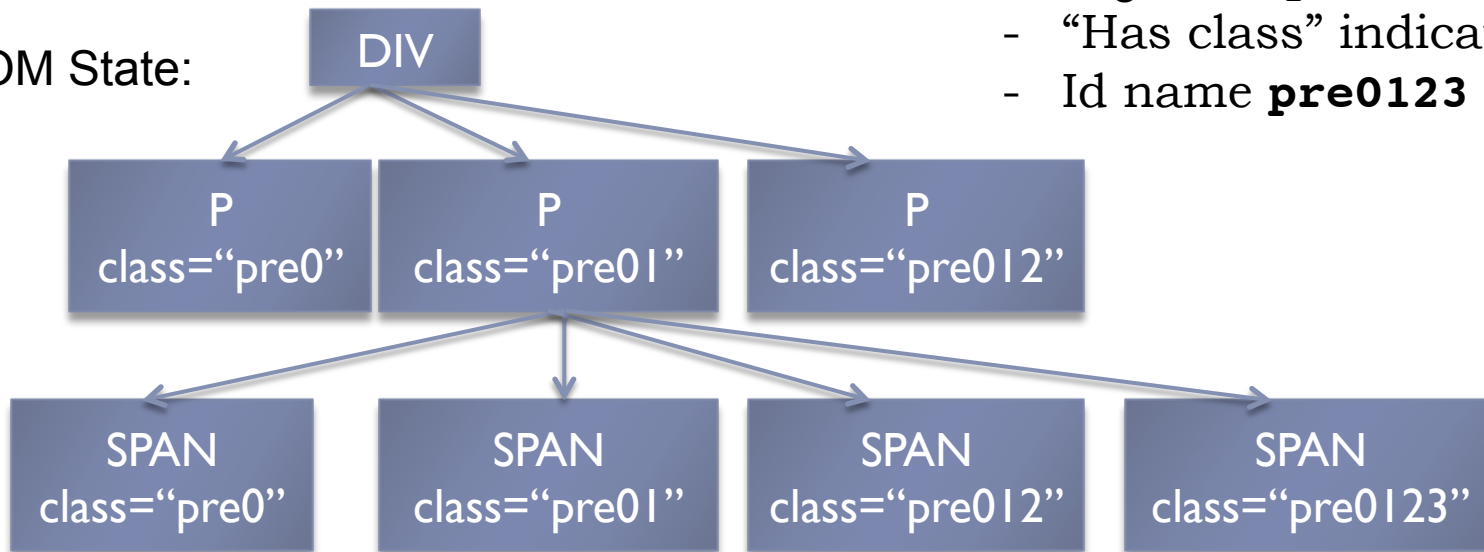 - “Has class”
- Id name pre0123
OM State:
DIV
P
class=“pre0”
P
class=“pre01”
P
class=“pre012”
SPAN
class=“pre0”
SPAN
class=“pre01”
SPAN
class=“pre012”
SPAN
class=“pre0123”